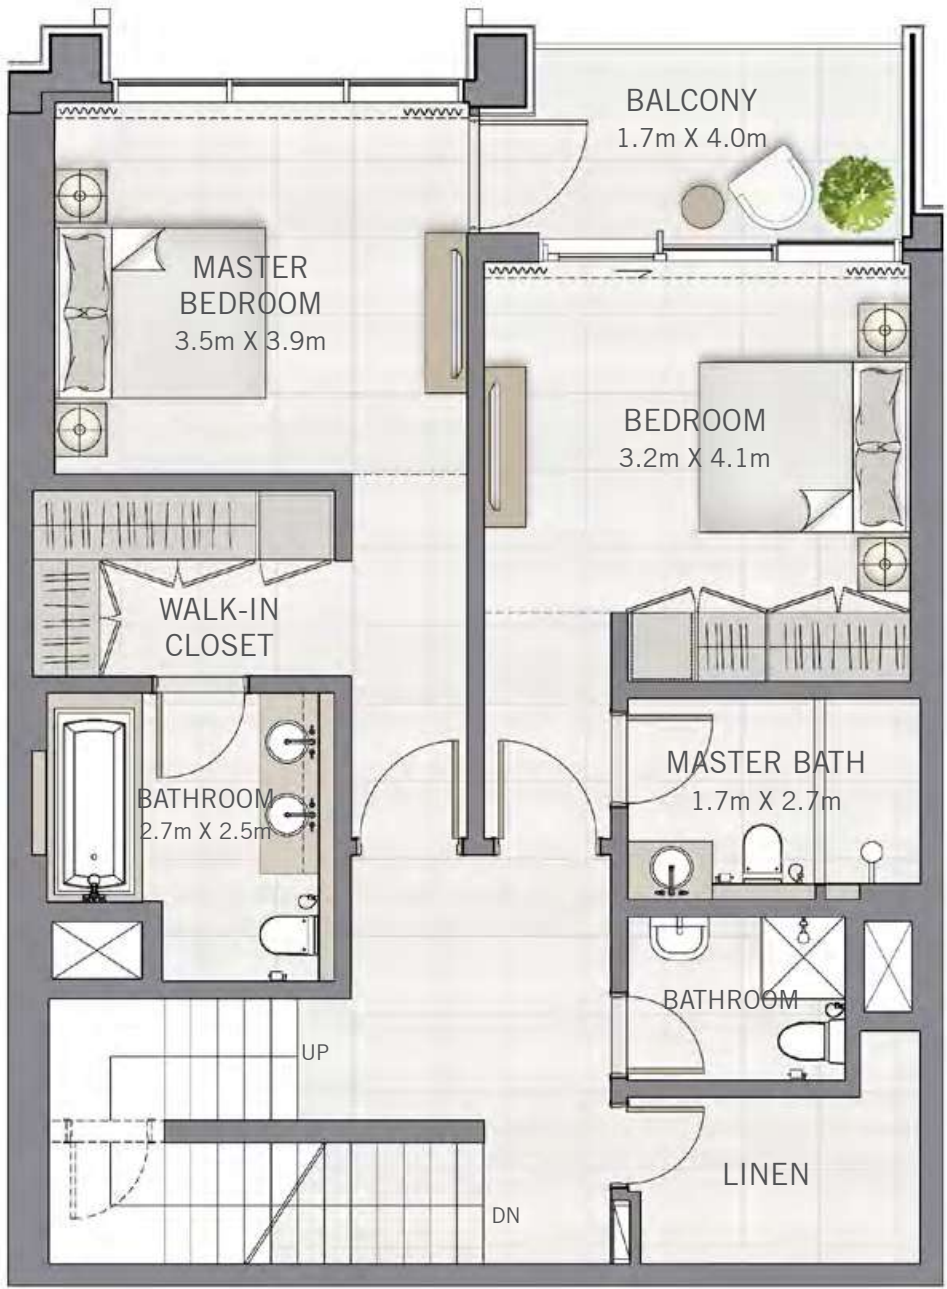 BALCONY
1.7m X 4.0m
MASTER
BEDROOM
3.5m X 3.9m
BEDROOM
3.2m X 4.1m
WALK-IN
CLOSET
MASTER BATH
1.7m X 2.7m
BATHROOM
2.7m X 2.5m
BATHROOM
UP
LINEN
DN